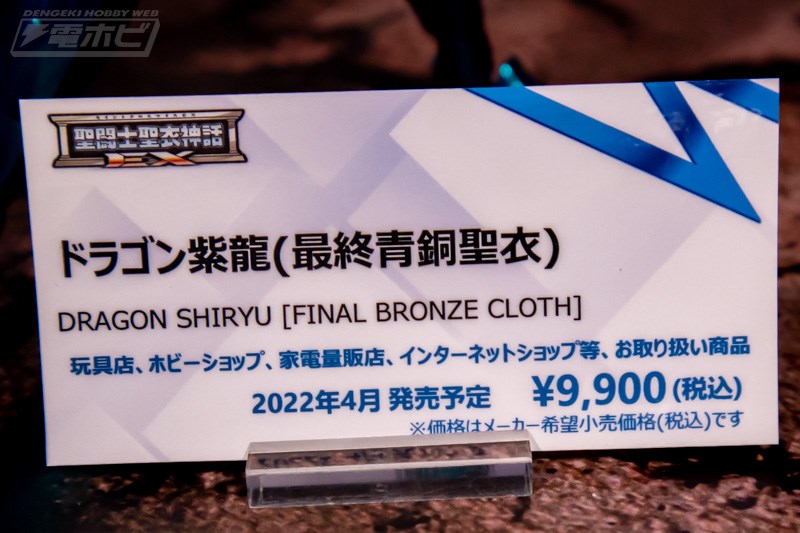 DENGEKI HOBBY WEB
電ホビ
聖闘士聖衣神話
EX
ドラゴン紫龍(最終青銅聖衣)
DRAGON SHIRYU [FINAL BRONZE CLOTH]
玩具店、ホビーショップ、家電量販店、インターネットショップ等、お取り扱い商品
2022年4月 発売予定 ¥9,900(税込)
※価格はメーカー希望小売価格(税込)です